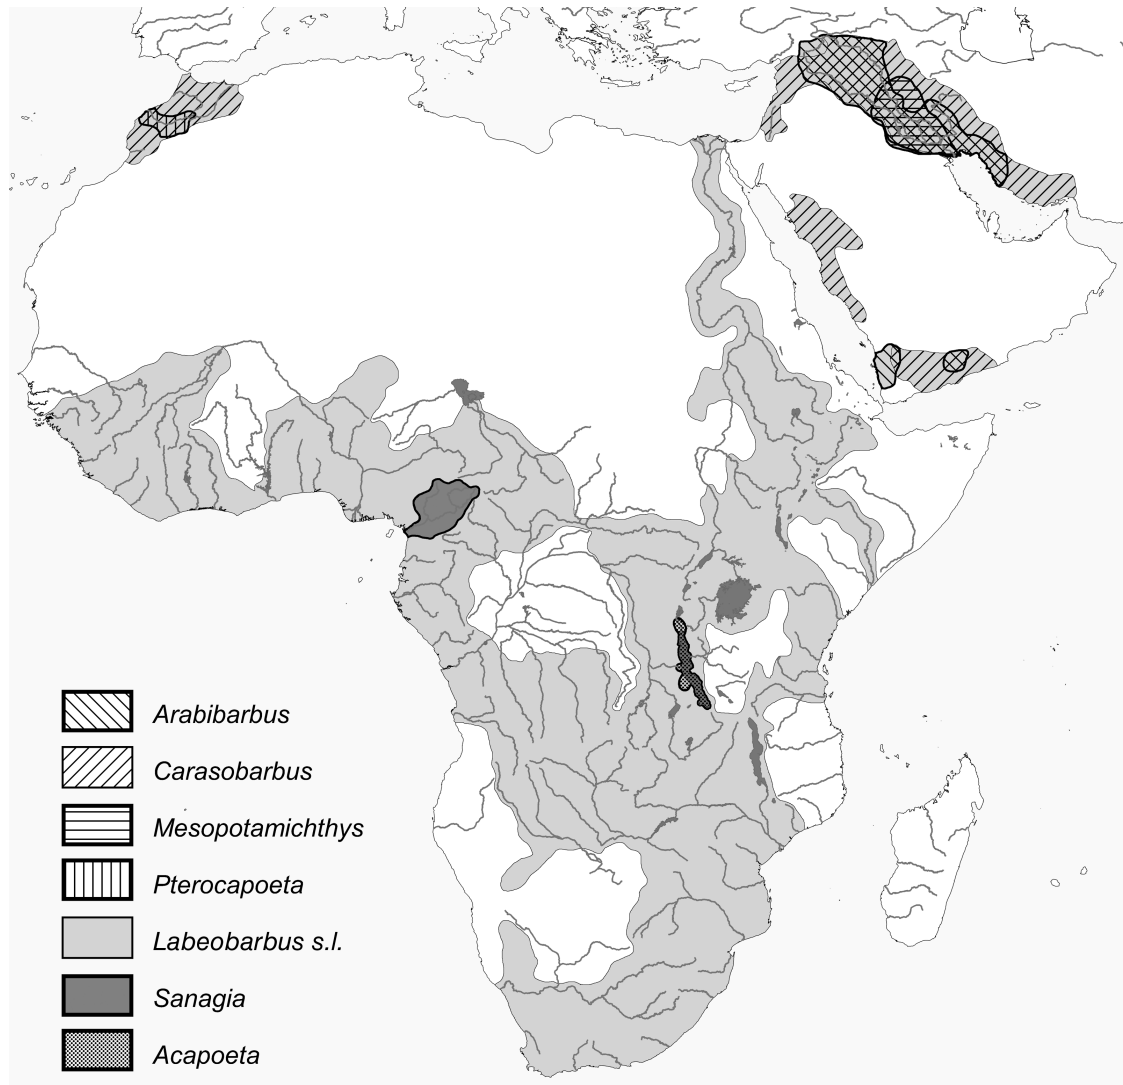 Arabibarbus
Carasobarbus
Mesopotamichthys
Pterocapoeta
Labeobarbus s.l.
Sanagia
Acapoeta